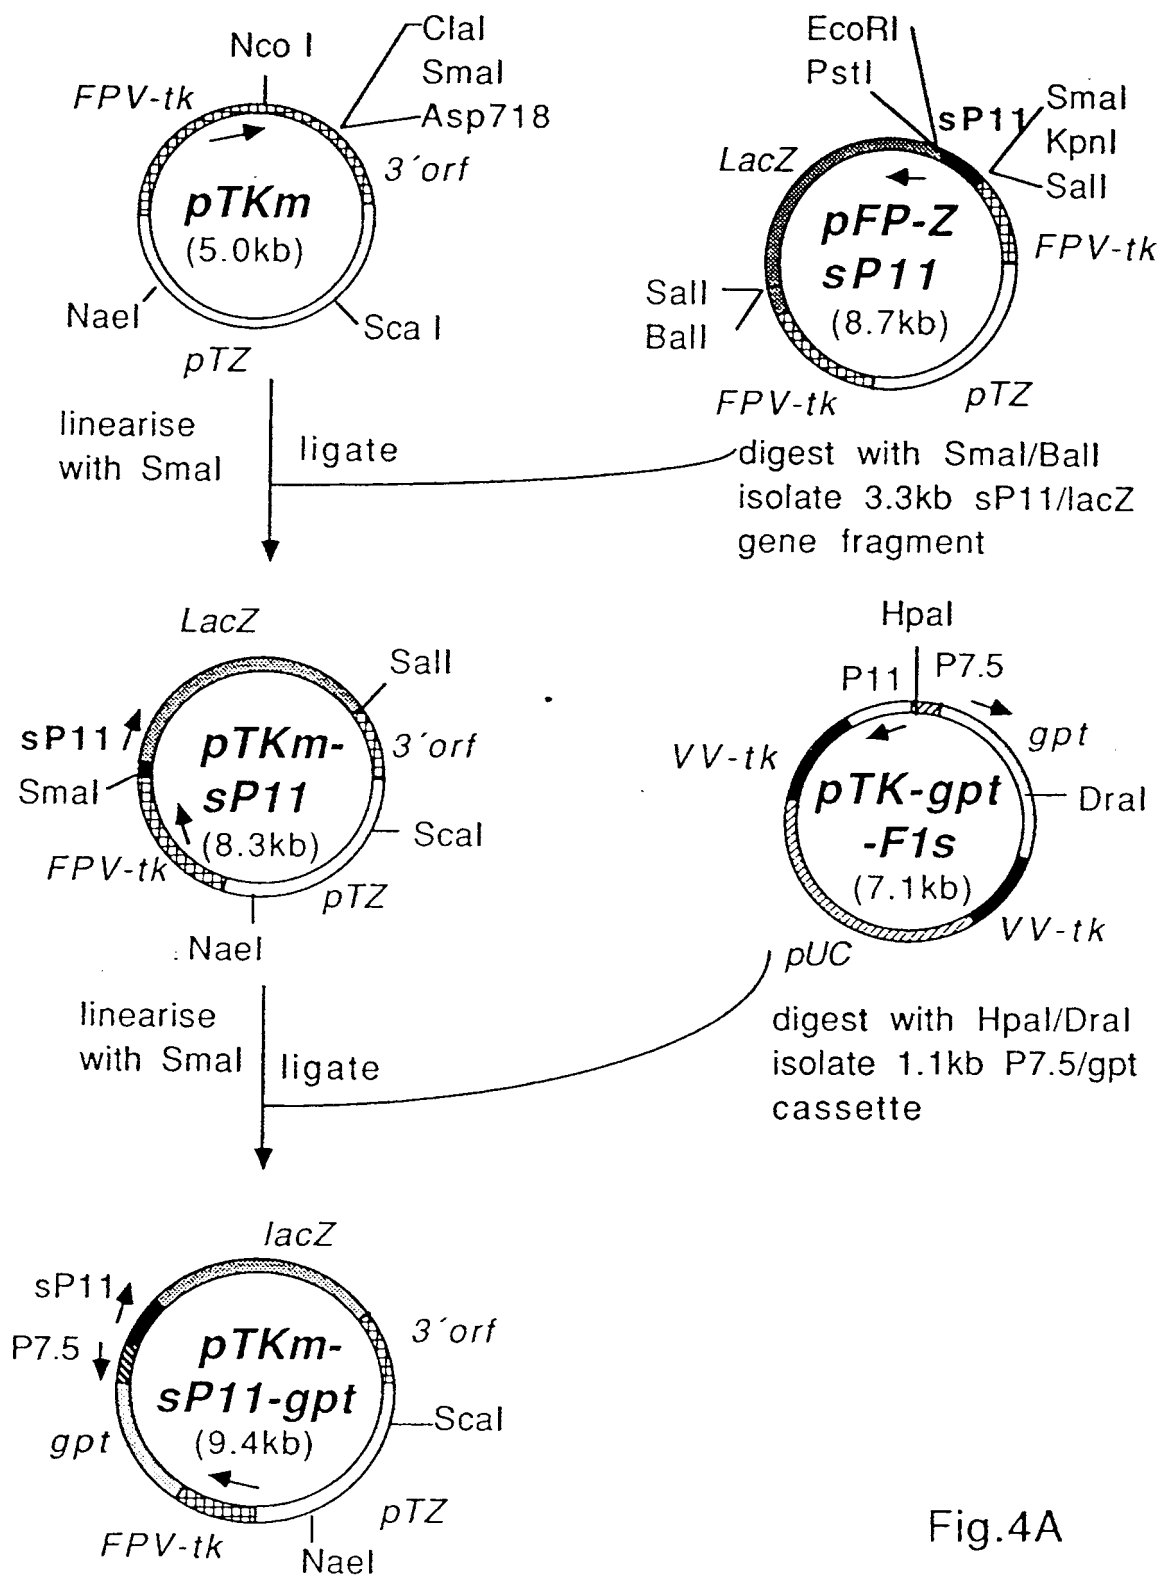 Nco I
FPV-tk
ClaI
SmaI
Asp718
3´orf
pTKm
(5.0kb)
NaeI
Sca I
pTZ
EcoRI
PstI
sP11
SmaI
KpnI
SalI
LacZ
pFP-Z
sP11
(8.7kb)
FPV-tk
SalI
BalI
FPV-tk
pTZ
linearise
with SmaI
ligate
digest with SmaI/BalI
isolate 3.3kb sP11/lacZ
gene fragment
LacZ
SalI
sP11
pTKm-
sP11
(8.3kb)
3´orf
SmaI
ScaI
FPV-tk
pTZ
NaeI
HpaI
P11
P7.5
gpt
VV-tk
pTK-gpt
-F1s
(7.1kb)
DraI
VV-tk
pUC
linearise
with SmaI
ligate
digest with HpaI/DraI
isolate 1.1kb P7.5/gpt
cassette
lacZ
sP11
P7.5
3´orf
pTKm-
sP11-gpt
(9.4kb)
ScaI
gpt
pTZ
FPV-tk
NaeI
Fig.4A